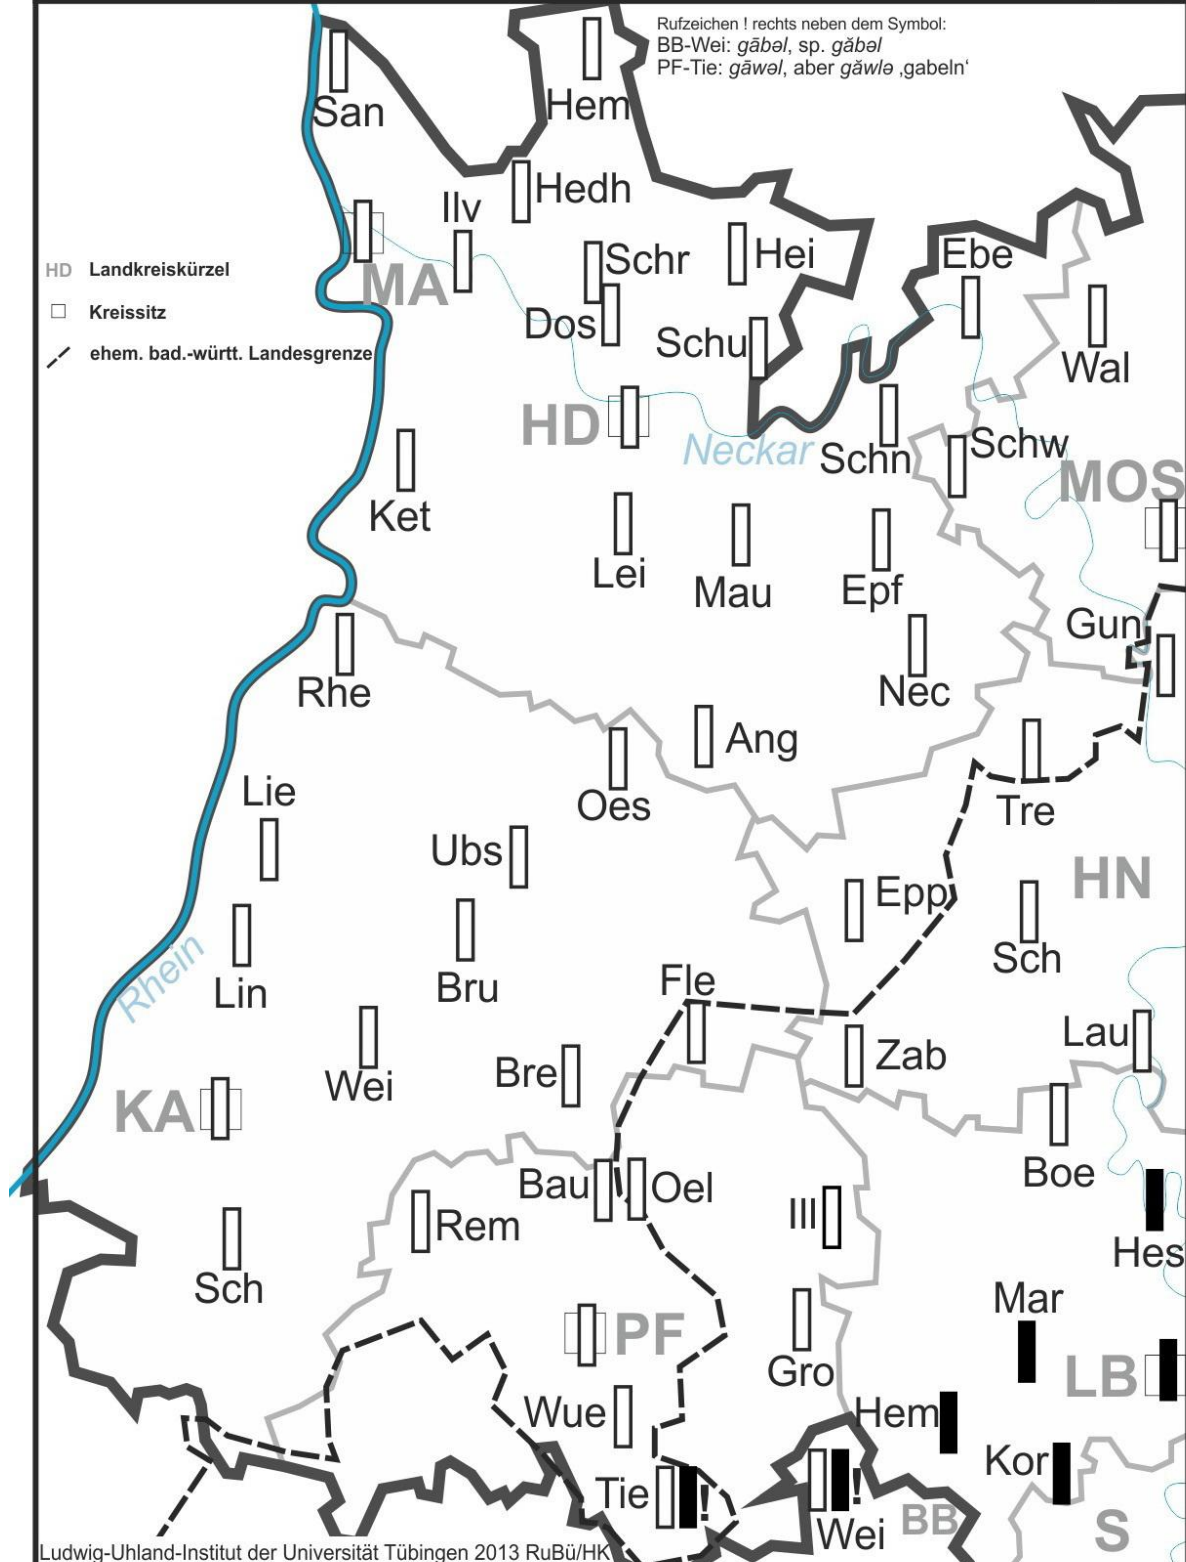 Rufzeichen ! rechts neben dem Symbol:
BB-Wei: gābəl, sp. găbəl
PF-Tie: gāwəl, aber găwlə ‚gabeln‘
San
Hem
Hedh
Ilv
Schr
Hei
Ebe
HD Landkreiskürzel
MA
Kreissitz
Dos
Schu
ehem. bad.-württ. Landesgrenze
Wal
HD
Neckar
Schn
Schw
MOS
Ket
Lei
Mau
Epf
Gun
Rhe
Nec
Ang
Lie
Oes
Tre
Ubs
HN
Epp
Rhein
Lin
Bru
Fle
Sch
Lau
Zab
Wei
Bre
KA
Boe
Bau
Oel
Rem
Ill
Hes
Sch
Mar
PF
Gro
LB
Wue
Hem
Kor
Tie
!
!
Wei
BB
S
Ludwig-Uhland-Institut der Universität Tübingen 2013 RuBü/HK